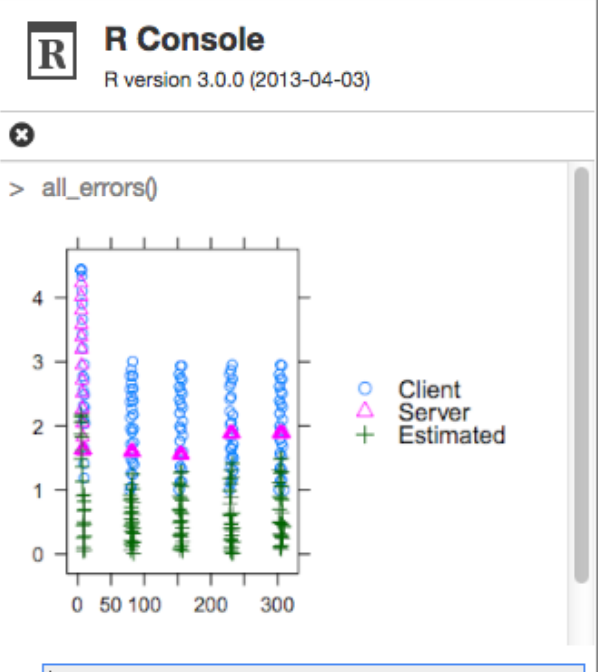 R
R Console
R version 3.0.0 (2013-04-03)
> all_errors()
4
3
2
1
0
0 50 100 200 300
Client
Server
Estimated